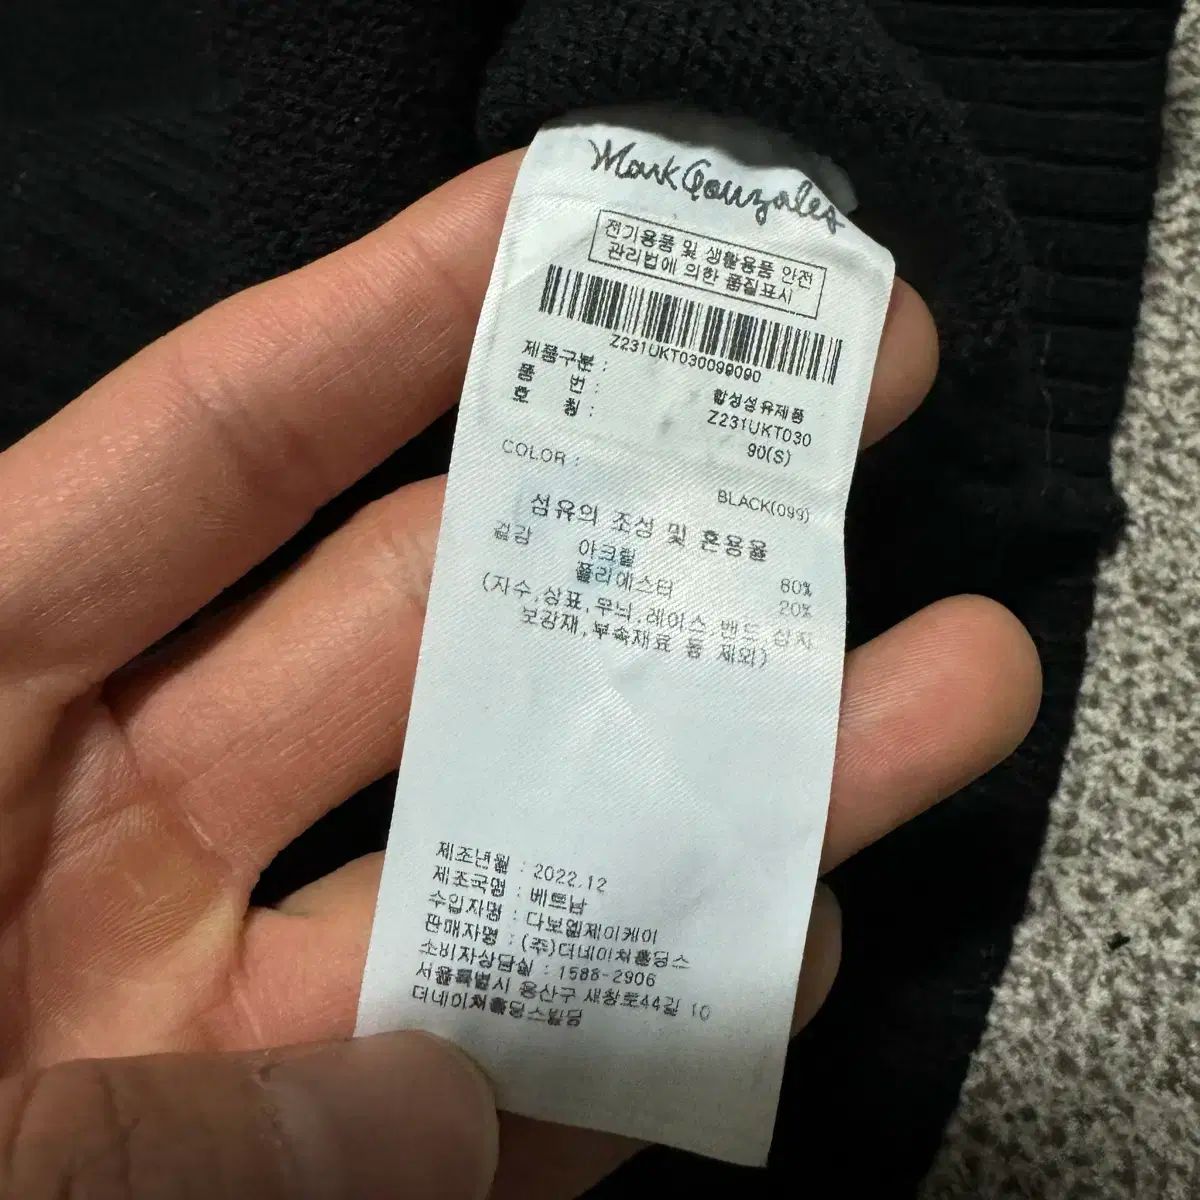 Mark Gonzales
전기용품 및 생활용품 안전
관리법에 의한 품질표시
Z231UKT030099090
제품구분 : 합성섬유제품
품 번 : Z231UKT030
호 칭 : 90(S)
COLOR : BLACK(099)
섬유의 조성 및 혼용율
겉감 아크릴 80%
폴리에스터 20%
(자수,상표,무늬,레이스,밴드,심지,
보강재,부속재료 등 제외)
제조년월 : 2022.12
제조국명 : 베트남
수입자명 : 다보엘제이케이
판매자명 : (주)더네이쳐홀딩스
소비자상담실 : 1588-2906
서울특별시 용산구 새창로44길 10
더네이쳐홀딩스빌딩